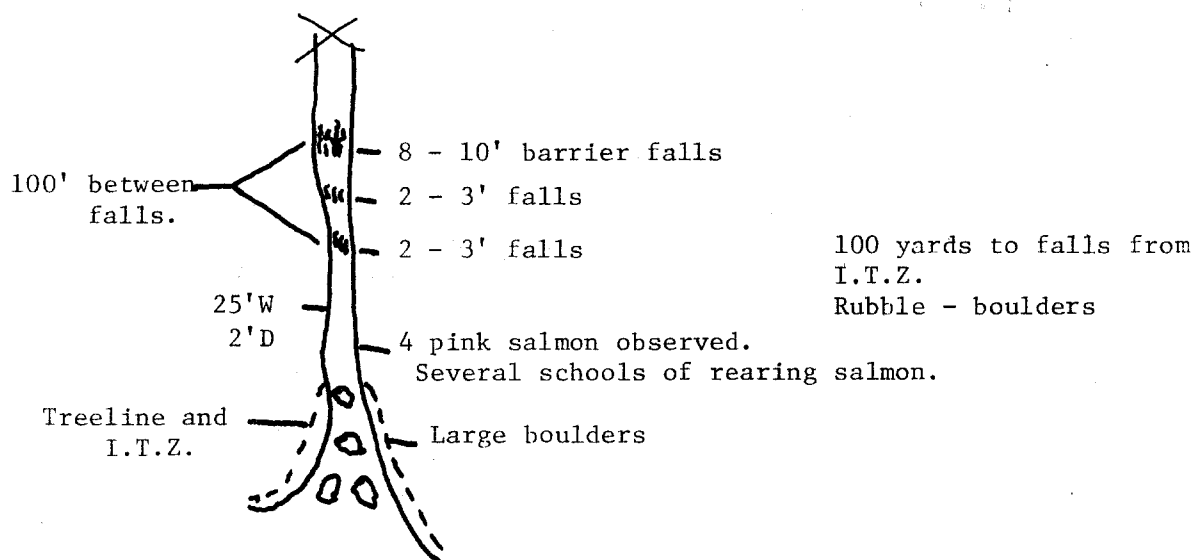 8 - 10' barrier falls
100' between
falls.
2 - 3' falls
2 - 3' falls
100 yards to falls from
I.T.Z.
Rubble - boulders
25'W
2'D
4 pink salmon observed.
Several schools of rearing salmon.
Treeline and
I.T.Z.
Large boulders